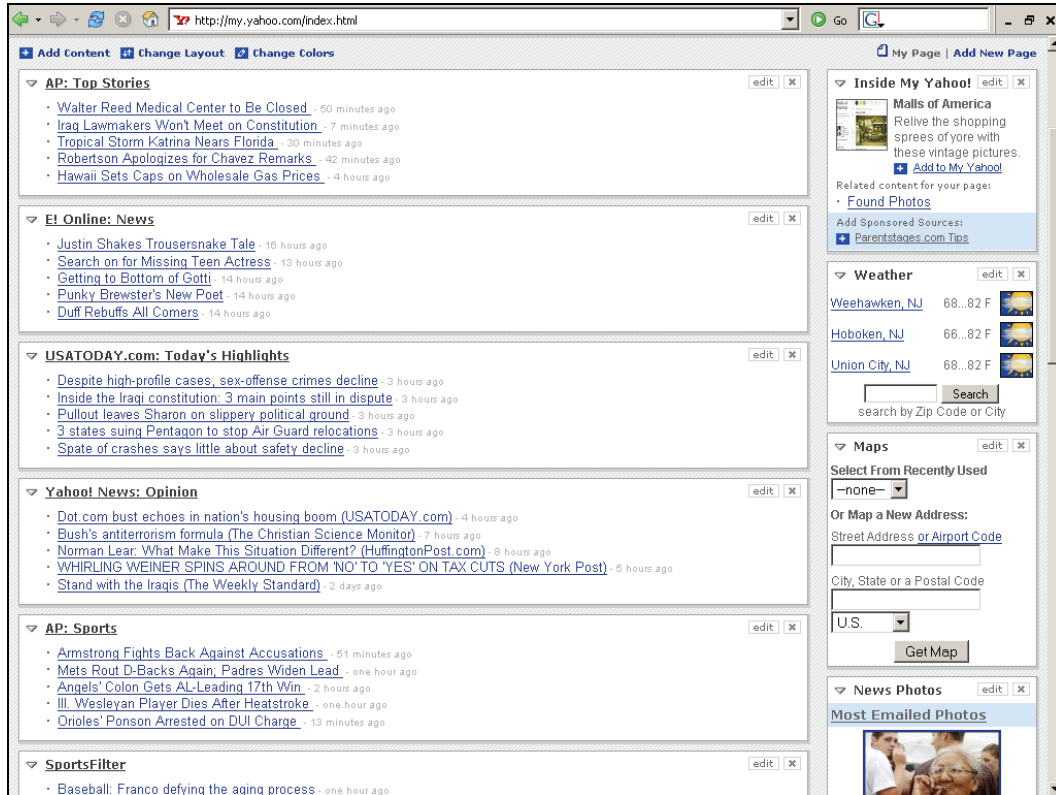 http://my.yahoo.com/index.html Go G
Add Content Change Layout Change Colors
My Page | Add New Page
AP: Top Stories edit
· Walter Reed Medical Center to Be Closed - 50 minutes ago
· Iraq Lawmakers Won't Meet on Constitution - 7 minutes ago
· Tropical Storm Katrina Nears Florida - 30 minutes ago
· Robertson Apologizes for Chavez Remarks - 42 minutes ago
· Hawaii Sets Caps on Wholesale Gas Prices - 4 hours ago
E! Online: News edit
· Justin Shakes Trousersnake Tale - 16 hours ago
· Search on for Missing Teen Actress - 13 hours ago
· Getting to Bottom of Gotti - 14 hours ago
· Punky Brewster's New Poet - 14 hours ago
· Duff Rebuffs All Comers - 14 hours ago
USATODAY.com: Today's Highlights edit
· Despite high-profile cases, sex-offense crimes decline - 3 hours ago
· Inside the Iraqi constitution: 3 main points still in dispute - 3 hours ago
· Pullout leaves Sharon on slippery political ground - 3 hours ago
· 3 states suing Pentagon to stop Air Guard relocations - 3 hours ago
· Spate of crashes says little about safety decline - 3 hours ago
Yahoo! News: Opinion edit
· Dot.com bust echoes in nation's housing boom (USATODAY.com) - 4 hours ago
· Bush's antiterrorism formula (The Christian Science Monitor) - 7 hours ago
· Norman Lear: What Make This Situation Different? (HuffingtonPost.com) - 8 hours ago
· WHIRLING WEINER SPINS AROUND FROM 'NO' TO 'YES' ON TAX CUTS (New York Post) - 5 hours ago
· Stand with the Iraqis (The Weekly Standard) - 2 days ago
AP: Sports edit
· Armstrong Fights Back Against Accusations - 51 minutes ago
· Mets Rout D-Backs Again; Padres Widen Lead - one hour ago
· Angels' Colon Gets AL-Leading 17th Win - 2 hours ago
· Ill. Wesleyan Player Dies After Heatstroke - one hour ago
· Orioles' Ponson Arrested on DUI Charge - 13 minutes ago
SportsFilter edit
· Baseball: Franco defying the aging process - one hour ago
Inside My Yahoo! edit
Malls of America
Relive the shopping
sprees of yore with
these vintage pictures.
Add to My Yahoo!
Related content for your page:
· Found Photos
Add Sponsored Sources:
Parentstages.com Tips
Weather edit
Weehawken, NJ 68...82 F
Hoboken, NJ 66...82 F
Union City, NJ 68...82 F
Search
search by Zip Code or City
Maps edit
Select From Recently Used
--none--
Or Map a New Address:
Street Address or Airport Code
City, State or a Postal Code
U.S.
Get Map
News Photos edit
Most Emailed Photos